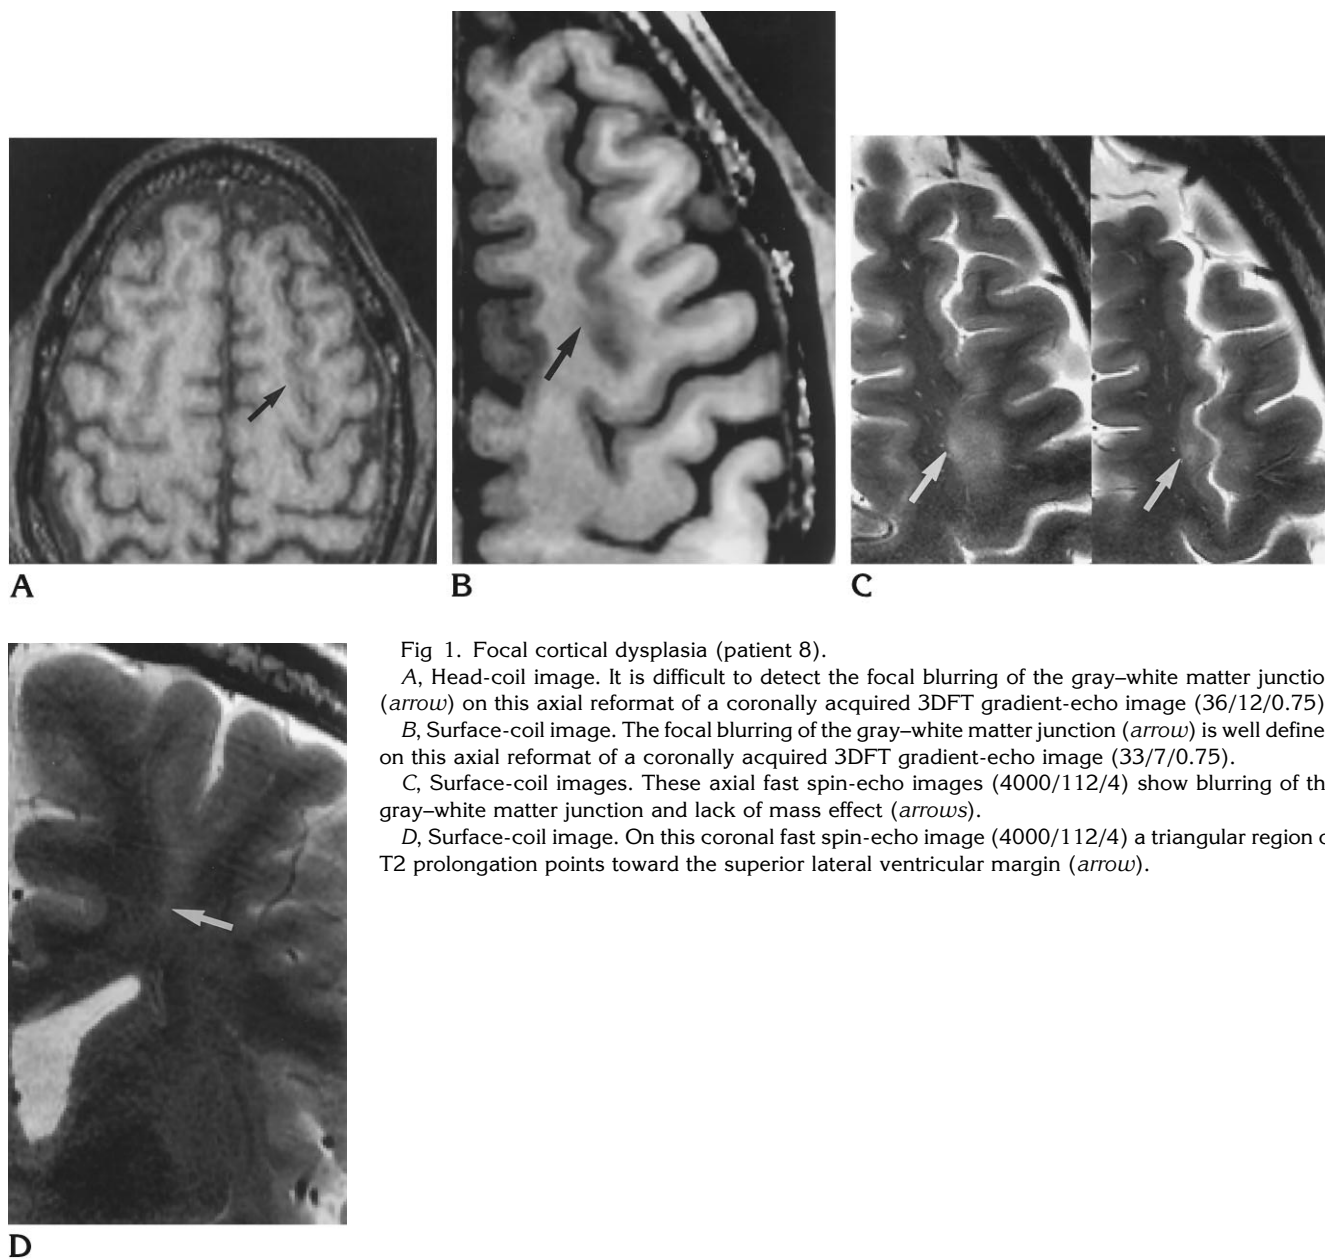 A
B
C
Fig 1. Focal cortical dysplasia (patient 8).
A, Head-coil image. It is difficult to detect the focal blurring of the gray–white matter junctio
(arrow) on this axial reformat of a coronally acquired 3DFT gradient-echo image (36/12/0.75)
B, Surface-coil image. The focal blurring of the gray–white matter junction (arrow) is well define
on this axial reformat of a coronally acquired 3DFT gradient-echo image (33/7/0.75).
C, Surface-coil images. These axial fast spin-echo images (4000/112/4) show blurring of th
gray–white matter junction and lack of mass effect (arrows).
D, Surface-coil image. On this coronal fast spin-echo image (4000/112/4) a triangular region o
T2 prolongation points toward the superior lateral ventricular margin (arrow).
D